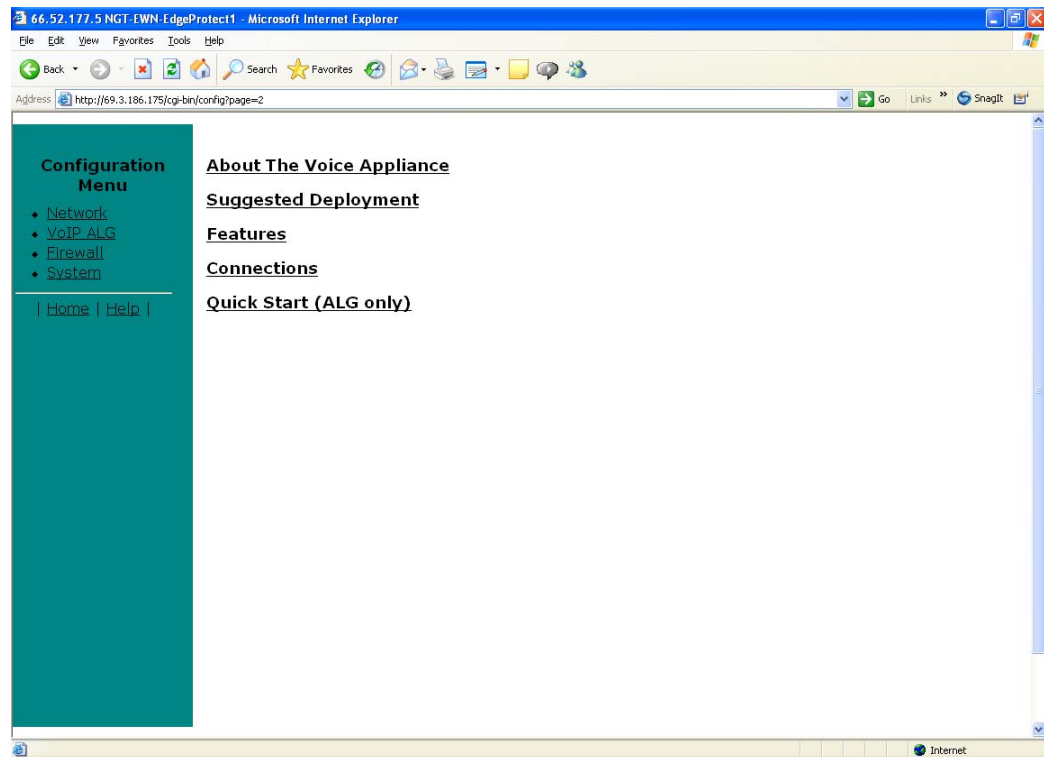 66.52.177.5 NGT-EWN-EdgeProtect1 - Microsoft Internet Explorer
File Edit View Favorites Tools Help
Back Search Favorites
Address http://69.3.186.175/cgi-bin/config?page=2 Go Links » SnagIt
Configuration
Menu
Network
VoIP ALG
Firewall
System
| Home | Help |
About The Voice Appliance
Suggested Deployment
Features
Connections
Quick Start (ALG only)
Internet